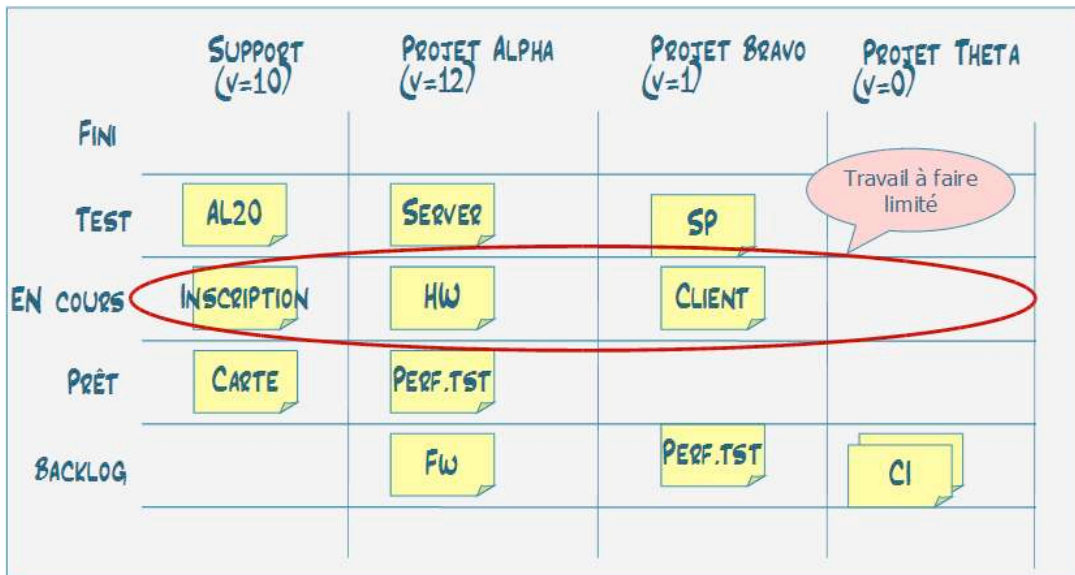 SUPPORT
(V=10)
PROJET ALPHA
(V=12)
PROJET BRAVO
(V=1)
PROJET THETA
(V=0)
FINI
Travail à faire
limité
TEST
AL20
SERVER
SP
EN COURS
INSCRIPTION
HW
CLIENT
PRÊT
CARTE
PERF.TST
BACKLOG
FW
PERF.TST
CI